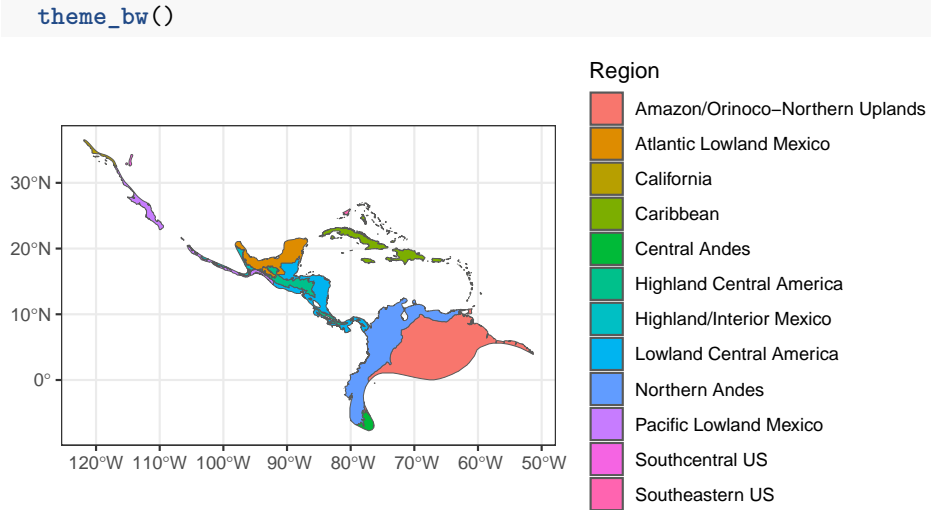 theme_bw()
Region
Amazon/Orinoco−Northern Uplands
Atlantic Lowland Mexico
California
Caribbean
Central Andes
Highland Central America
Highland/Interior Mexico
Lowland Central America
Northern Andes
Pacific Lowland Mexico
Southcentral US
Southeastern US
30°N
20°N
10°N
0°
120°W 110°W 100°W 90°W 80°W 70°W 60°W 50°W